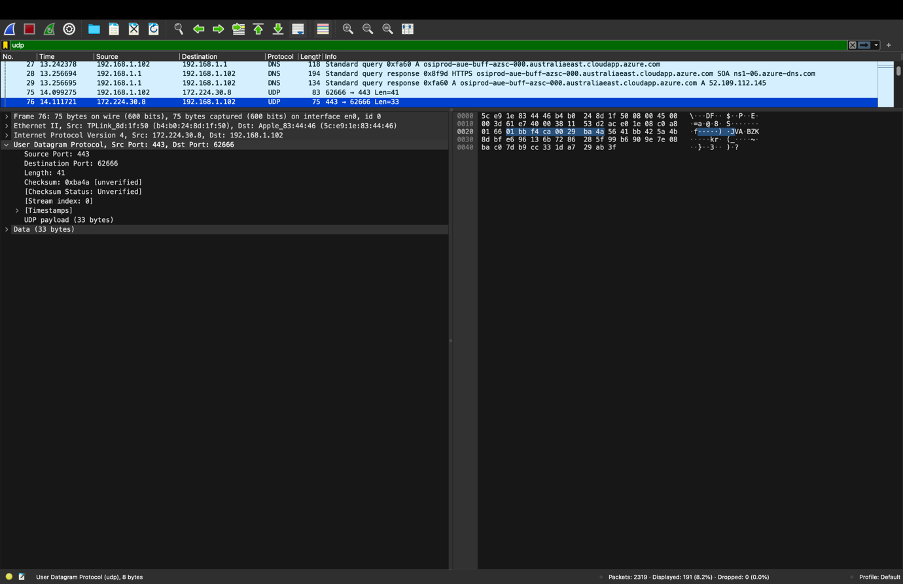 udp
No. Time Source Destination Protocol Length Info
27 13.242378 192.168.1.102 192.168.1.1 DNS 118 Standard query 0xfa60 A osiprod-aue-buff-azsc-000.australiaeast.cloudapp.azure.com
28 13.256694 192.168.1.1 192.168.1.102 DNS 194 Standard query response 0x8f9d HTTPS osiprod-aue-buff-azsc-000.australiaeast.cloudapp.azure.com SOA ns1-06.azure-dns.com
29 13.256695 192.168.1.1 192.168.1.102 DNS 134 Standard query response 0xfa60 A osiprod-aue-buff-azsc-000.australiaeast.cloudapp.azure.com A 52.109.112.145
75 14.099275 192.168.1.102 172.224.30.8 UDP 83 62666 → 443 Len=41
76 14.111721 172.224.30.8 192.168.1.102 UDP 75 443 → 62666 Len=33
Frame 76: 75 bytes on wire (600 bits), 75 bytes captured (600 bits) on interface en0, id 0
Ethernet II, Src: TPLink_8d:1f:50 (b4:b0:24:8d:1f:50), Dst: Apple_83:44:46 (5c:e9:1e:83:44:46)
Internet Protocol Version 4, Src: 172.224.30.8, Dst: 192.168.1.102
User Datagram Protocol, Src Port: 443, Dst Port: 62666
Source Port: 443
Destination Port: 62666
Length: 41
Checksum: 0xba4a [unverified]
[Checksum Status: Unverified]
[Stream index: 0]
[Timestamps]
UDP payload (33 bytes)
Data (33 bytes)
0000 5c e9 1e 83 44 46 b4 b0 24 8d 1f 50 08 00 45 00 \···DF·· $··P··E·
0010 00 3d 61 e7 40 00 38 11 53 d2 ac e0 1e 08 c0 a8 ·=a·@·8· S·······
0020 01 66 01 bb f4 ca 00 29 ba 4a 56 41 bb 42 5a 4b ·f·····) ·JVA·BZK
0030 8d bf e6 96 13 6b 72 86 28 5f 99 b6 90 9e 7e 08 ·····kr· (_····~·
0040 ba c0 7d b9 cc 33 1d a7 29 ab 3f ··}··3·· )·?
User Datagram Protocol (udp), 8 bytes
Packets: 2319 · Displayed: 191 (8.2%) · Dropped: 0 (0.0%)
Profile: Default